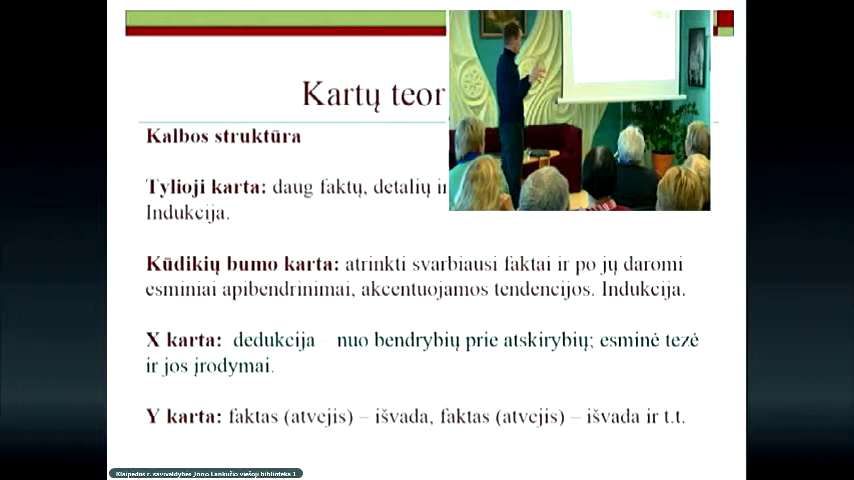 Kartų teor
Kalbos struktūra
Tylioji karta: daug faktų, detalių ir
Indukcija.
Kūdikių bumo karta: atrinkti svarbiausi faktai ir po jų daromi
esminiai apibendrinimai, akcentuojamos tendencijos. Indukcija.
X karta: dedukcija – nuo bendrybių prie atskirybių; esminė tezė
ir jos įrodymai.
Y karta: faktas (atvejis) – išvada, faktas (atvejis) – išvada ir t.t.
Klaipėdos r. savivaldybės Jono Lankučio viešoji biblioteka 1